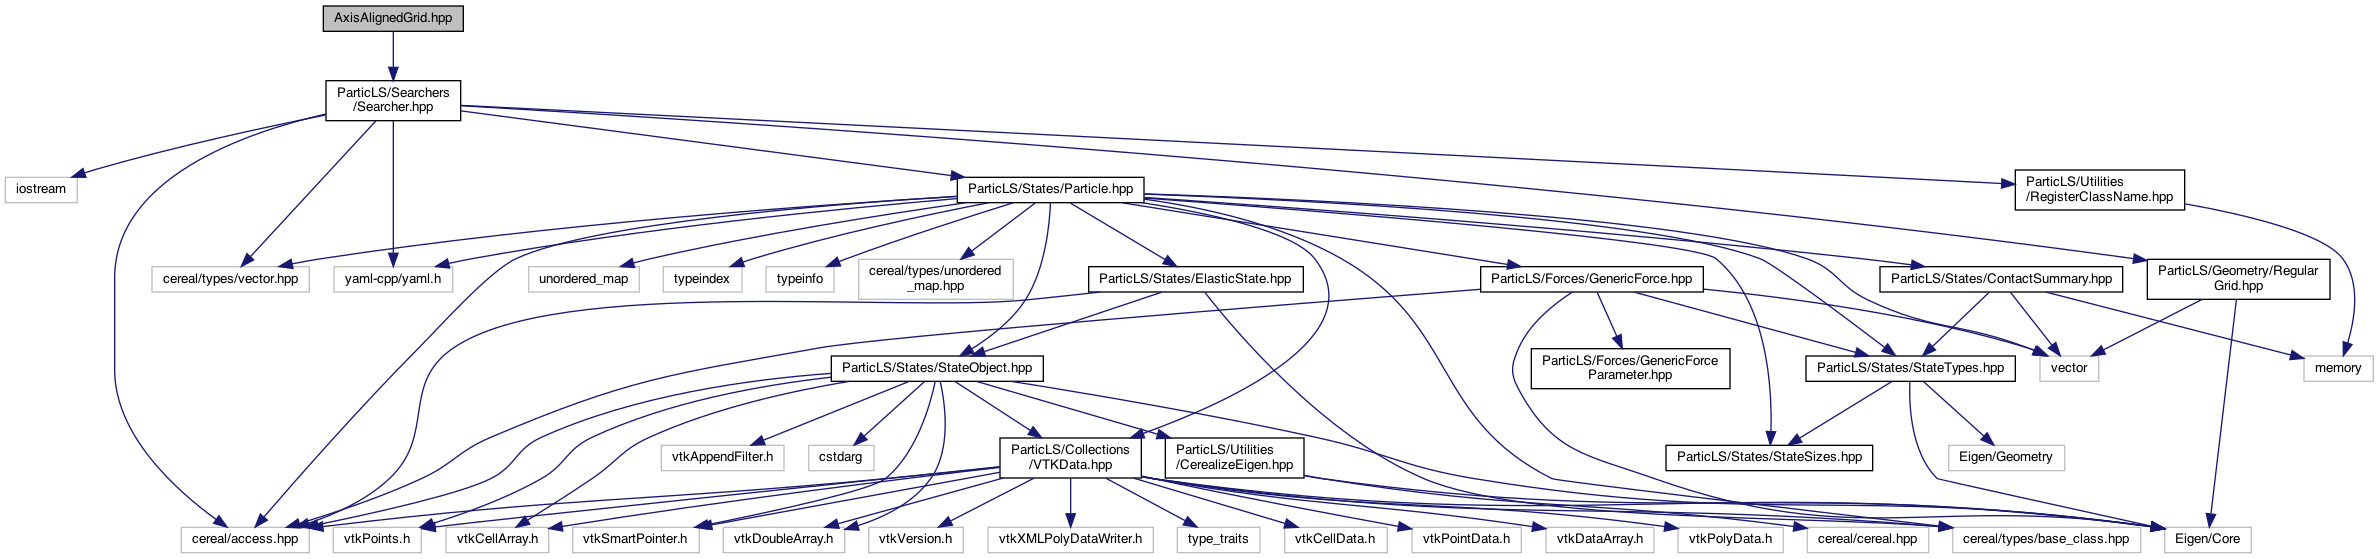 AxisAlignedGrid.hpp
ParticLS/Searchers
/Searcher.hpp
iostream
ParticLS/States/Particle.hpp
ParticLS/Utilities
/RegisterClassName.hpp
cereal/types/vector.hpp
yaml-cpp/yaml.h
unordered_map
typeindex
typeinfo
cereal/types/unordered
_map.hpp
ParticLS/States/ElasticState.hpp
ParticLS/Forces/GenericForce.hpp
ParticLS/States/ContactSummary.hpp
ParticLS/Geometry/Regular
Grid.hpp
ParticLS/States/StateObject.hpp
ParticLS/Forces/GenericForce
Parameter.hpp
ParticLS/States/StateTypes.hpp
vector
memory
vtkAppendFilter.h
cstdarg
ParticLS/Collections
/VTKData.hpp
ParticLS/Utilities
/CerealizeEigen.hpp
ParticLS/States/StateSizes.hpp
Eigen/Geometry
cereal/access.hpp
vtkPoints.h
vtkCellArray.h
vtkSmartPointer.h
vtkDoubleArray.h
vtkVersion.h
vtkXMLPolyDataWriter.h
type_traits
vtkCellData.h
vtkPointData.h
vtkDataArray.h
vtkPolyData.h
cereal/cereal.hpp
cereal/types/base_class.hpp
Eigen/Core